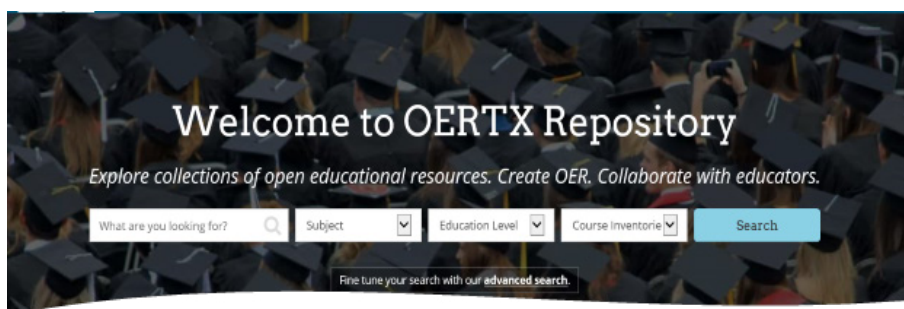 Welcome to OERTX Repository
Explore collections of open educational resources. Create OER. Collaborate with educators.
What are you looking for? Subject Education Level Course Inventorie Search
Fine tune your search with our advanced search.